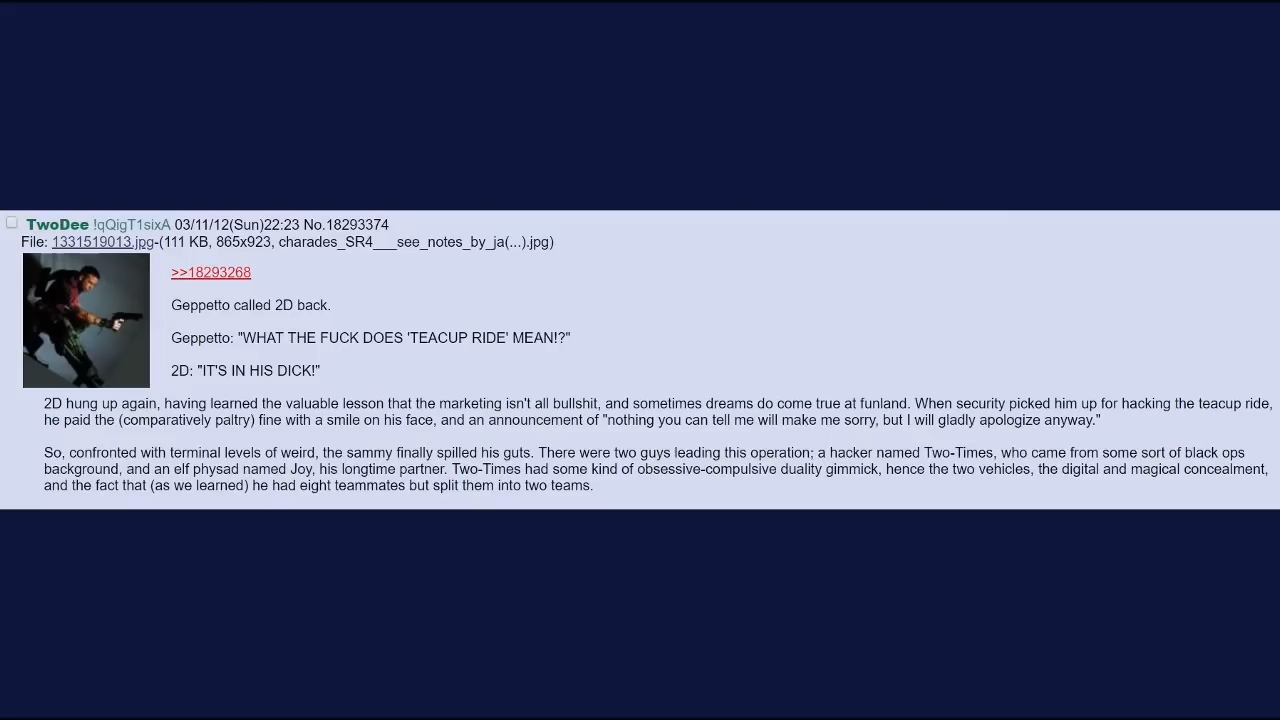 TwoDee !qQigT1sixA 03/11/12(Sun)22:23 No.18293374
File: 1331519013.jpg-(111 KB, 865x923, charades_SR4___see_notes_by_ja(...).jpg)
>>18293268
Geppetto called 2D back.
Geppetto: "WHAT THE FUCK DOES 'TEACUP RIDE' MEAN!?"
2D: "IT'S IN HIS DICK!"
2D hung up again, having learned the valuable lesson that the marketing isn't all bullshit, and sometimes dreams do come true at funland. When security picked him up for hacking the teacup ride,
he paid the (comparatively paltry) fine with a smile on his face, and an announcement of "nothing you can tell me will make me sorry, but I will gladly apologize anyway."
So, confronted with terminal levels of weird, the sammy finally spilled his guts. There were two guys leading this operation; a hacker named Two-Times, who came from some sort of black ops
background, and an elf physad named Joy, his longtime partner. Two-Times had some kind of obsessive-compulsive duality gimmick, hence the two vehicles, the digital and magical concealment,
and the fact that (as we learned) he had eight teammates but split them into two teams.